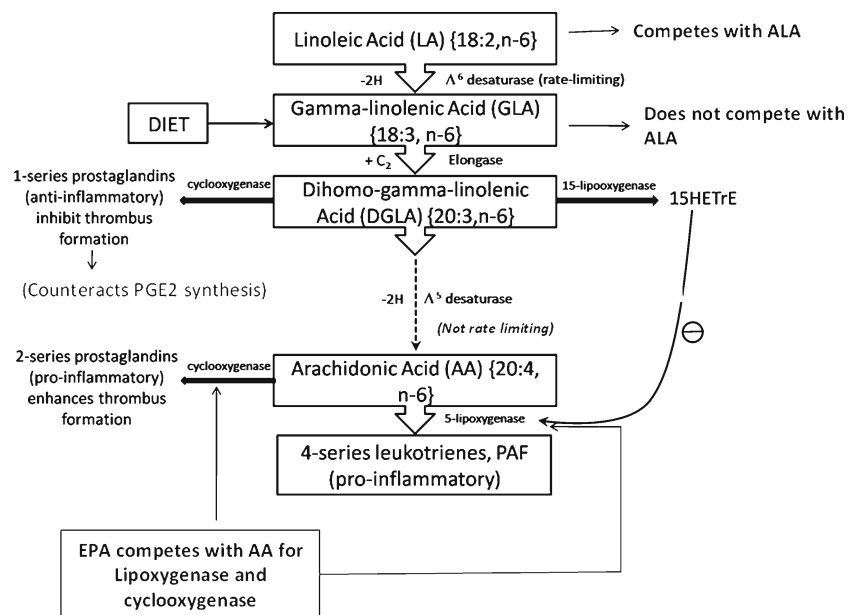 Linoleic Acid (LA) {18:2,n-6}
Competes with ALA
-2H
Λ⁶ desaturase (rate-limiting)
DIET
Gamma-linolenic Acid (GLA)
{18:3, n-6}
Does not compete with
ALA
+ C₂
Elongase
1-series prostaglandins
(anti-inflammatory)
inhibit thrombus
formation
cyclooxygenase
Dihomo-gamma-linolenic
Acid (DGLA) {20:3,n-6}
15-lipooxygenase
15HETrE
(Counteracts PGE2 synthesis)
-2H
Λ⁵ desaturase
(Not rate limiting)
⊖
2-series prostaglandins
(pro-inflammatory)
enhances thrombus
formation
cyclooxygenase
Arachidonic Acid (AA) {20:4,
n-6}
5-lipoxygenase
4-series leukotrienes, PAF
(pro-inflammatory)
EPA competes with AA for
Lipoxygenase and
cyclooxygenase